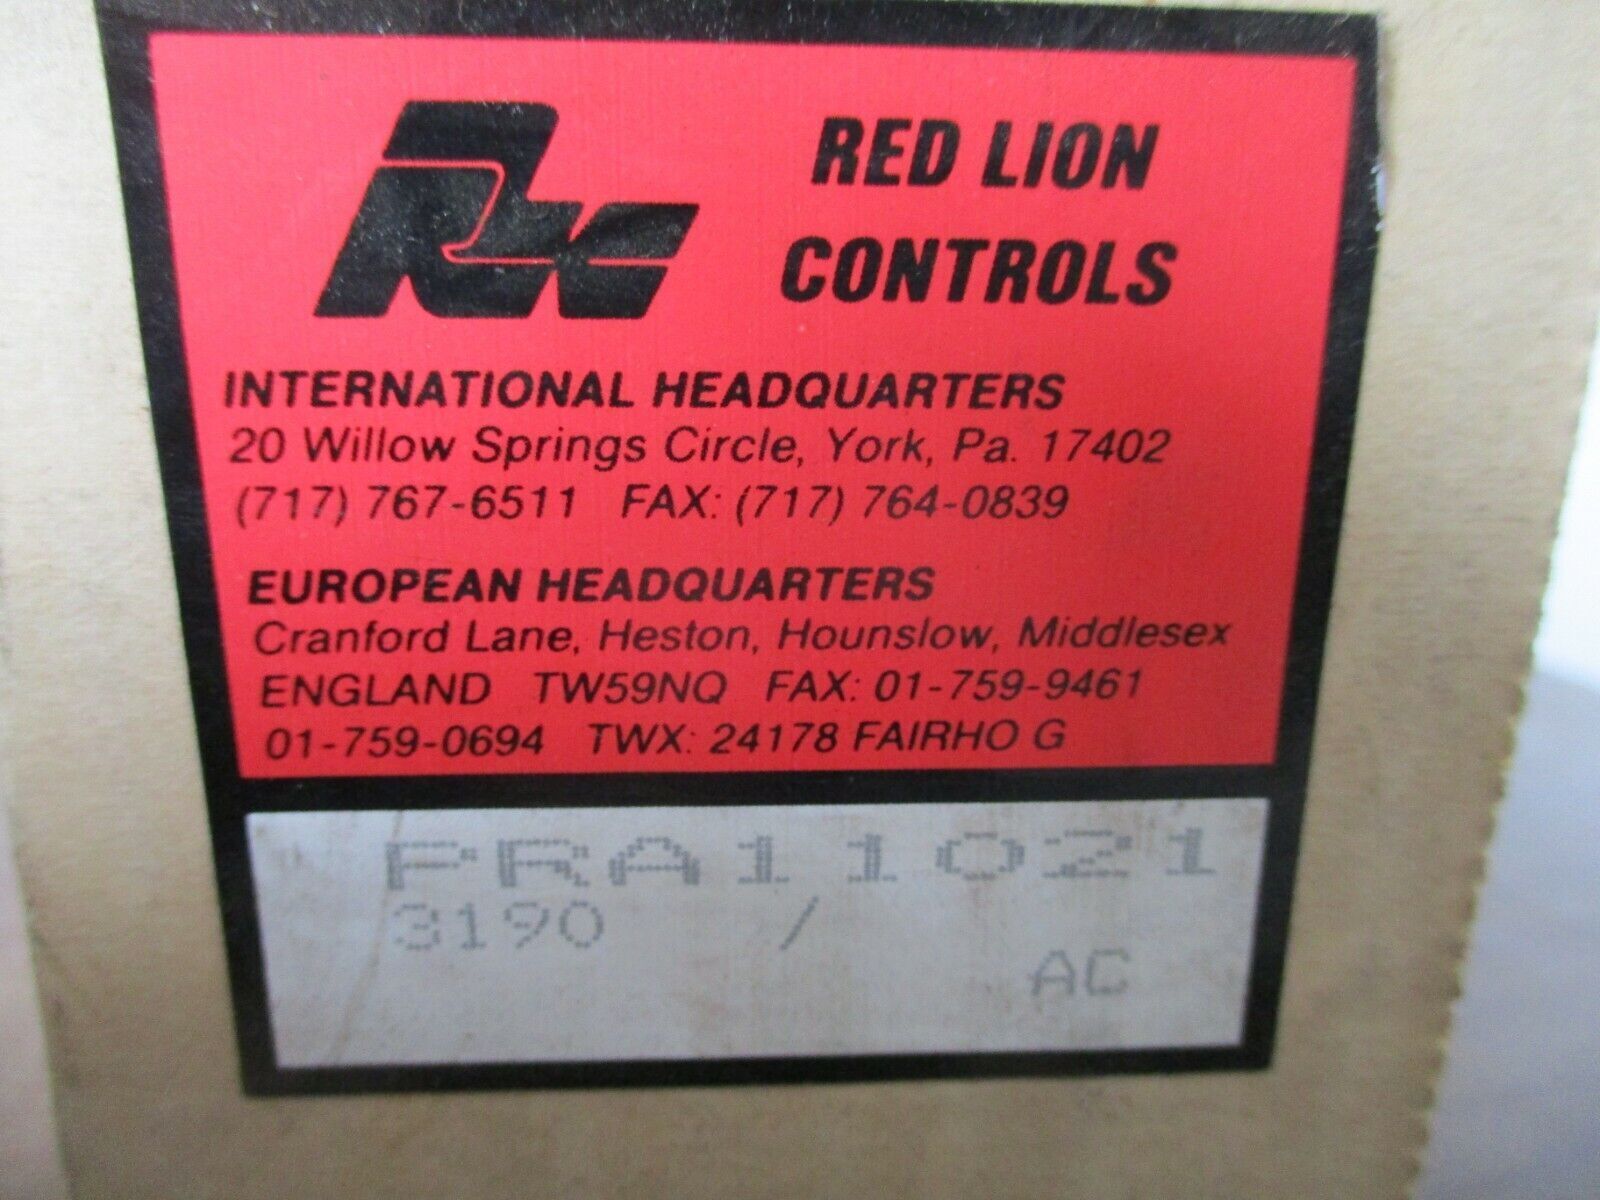 RLC RED LION
CONTROLS
INTERNATIONAL HEADQUARTERS
20 Willow Springs Circle, York, Pa. 17402
(717) 767-6511 FAX: (717) 764-0839
EUROPEAN HEADQUARTERS
Cranford Lane, Heston, Hounslow, Middlesex
ENGLAND TW59NQ FAX: 01-759-9461
01-759-0694 TWX: 24178 FAIRHO G
PRA11021
3190 /
AC